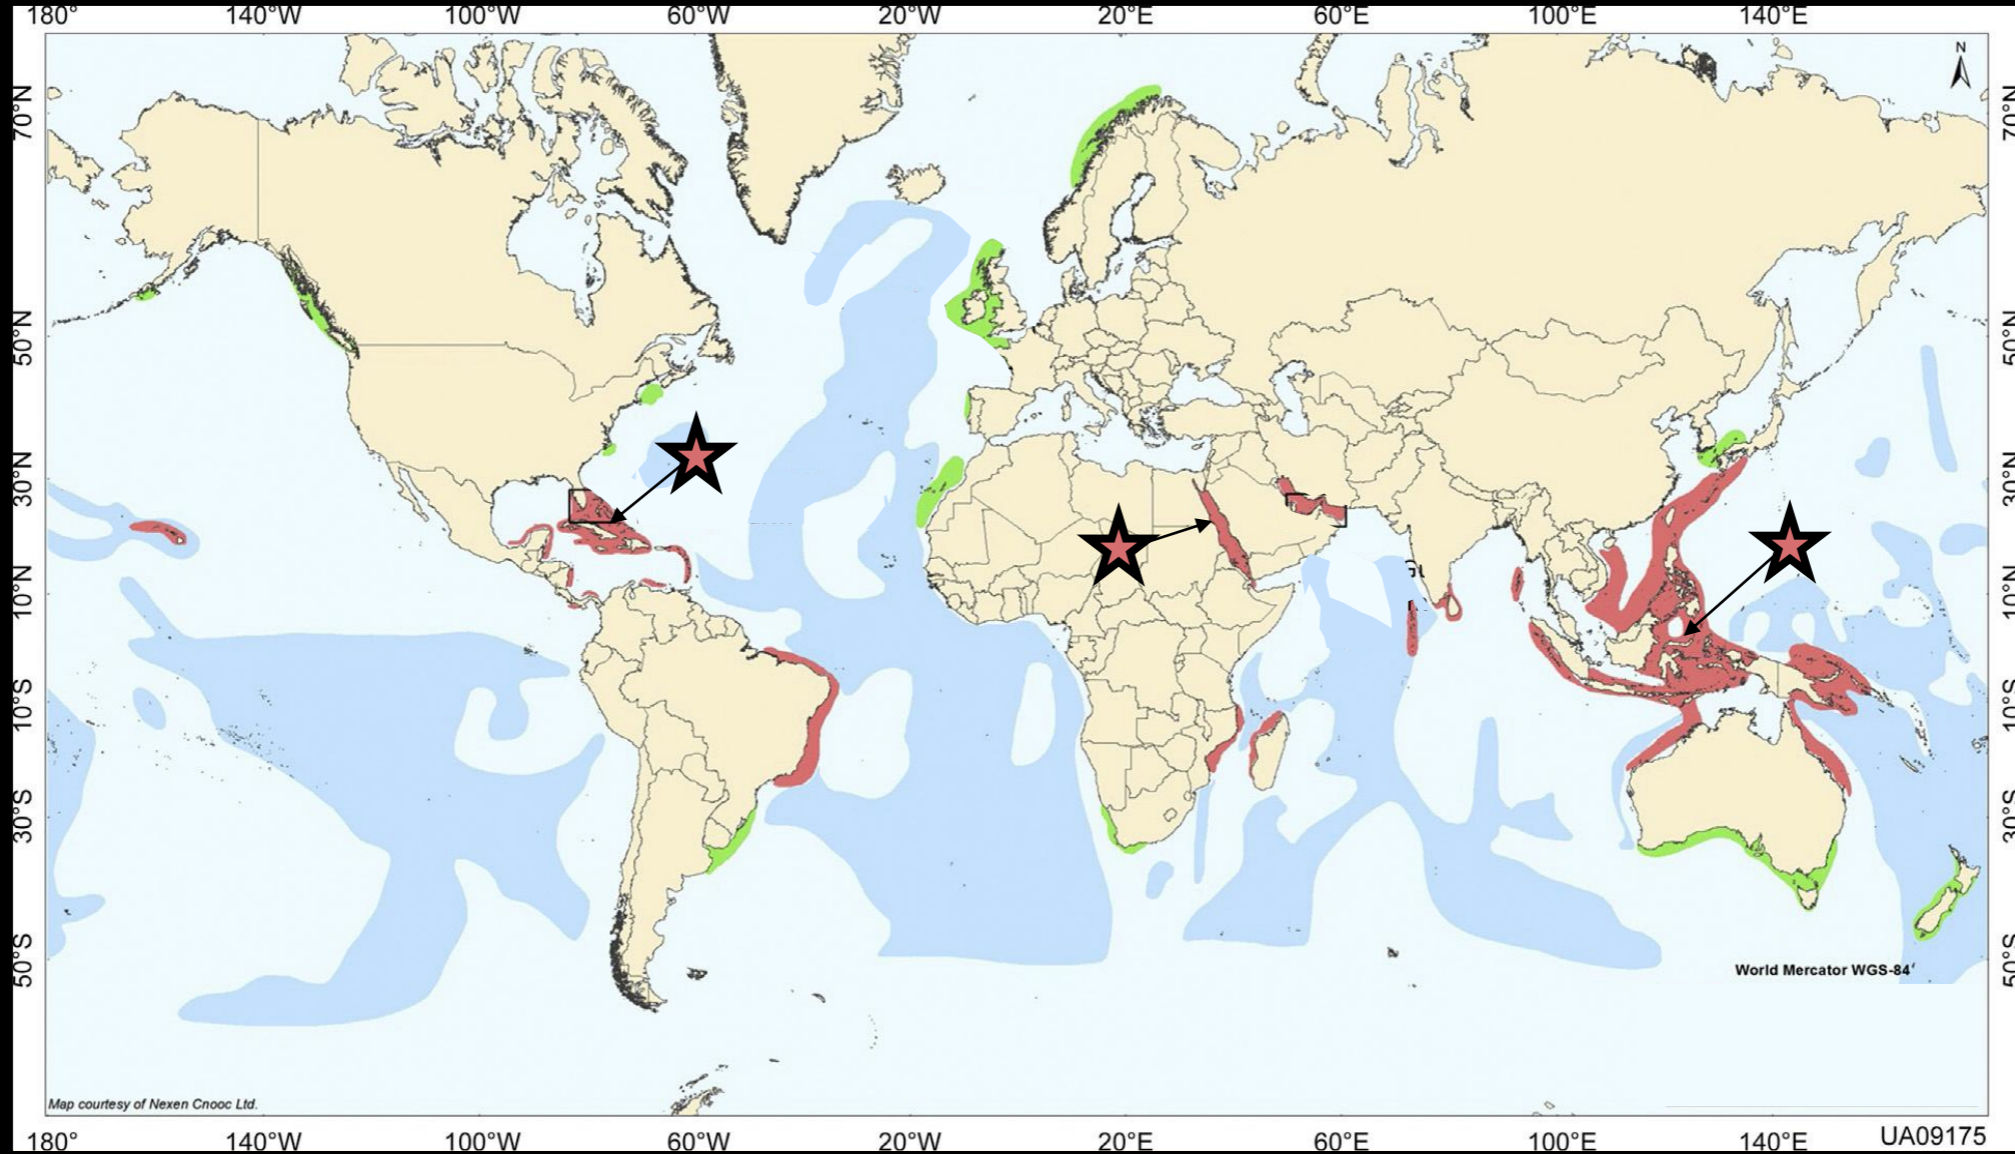 180° 140°W 100°W 60°W 20°W 20°E 60°E 100°E 140°E
N
70°N 70°N
50°N 50°N
30°N 30°N
10°N 10°N
10°S 10°S
30°S 30°S
50°S 50°S
World Mercator WGS-84
Map courtesy of Nexen Cnooc Ltd.
180° 140°W 100°W 60°W 20°W 20°E 60°E 100°E 140°E
UA09175